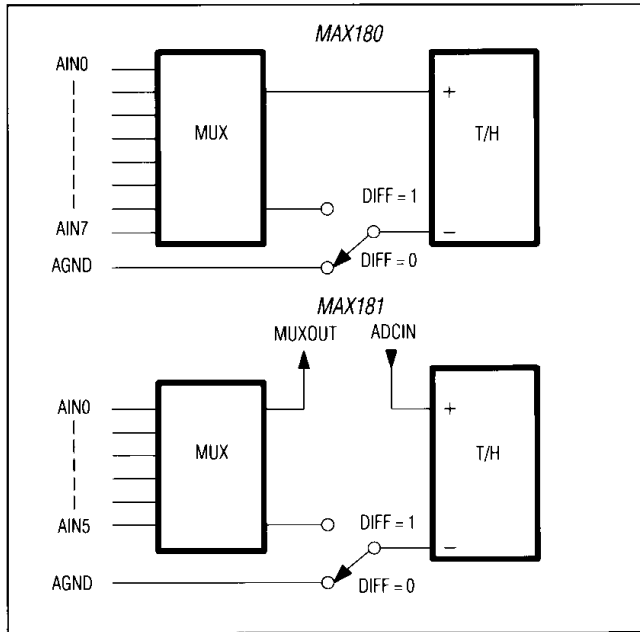 MAX180
AIN0
MUX
+
T/H
DIFF = 1
AIN7
−
DIFF = 0
AGND
MAX181
MUXOUT
ADCIN
AIN0
+
MUX
T/H
AIN5
DIFF = 1
−
AGND
DIFF = 0